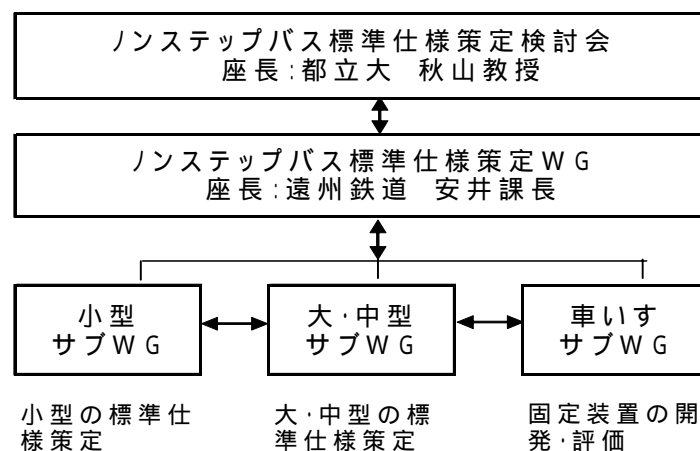 ノンステップバス標準仕様策定検討会
座長:都立大 秋山教授
ノンステップバス標準仕様策定WG
座長:遠州鉄道 安井課長
小型
サブWG
大・中型
サブWG
車いす
サブWG
小型の標準仕
様策定
大・中型の標
準仕様策定
固定装置の開
発・評価